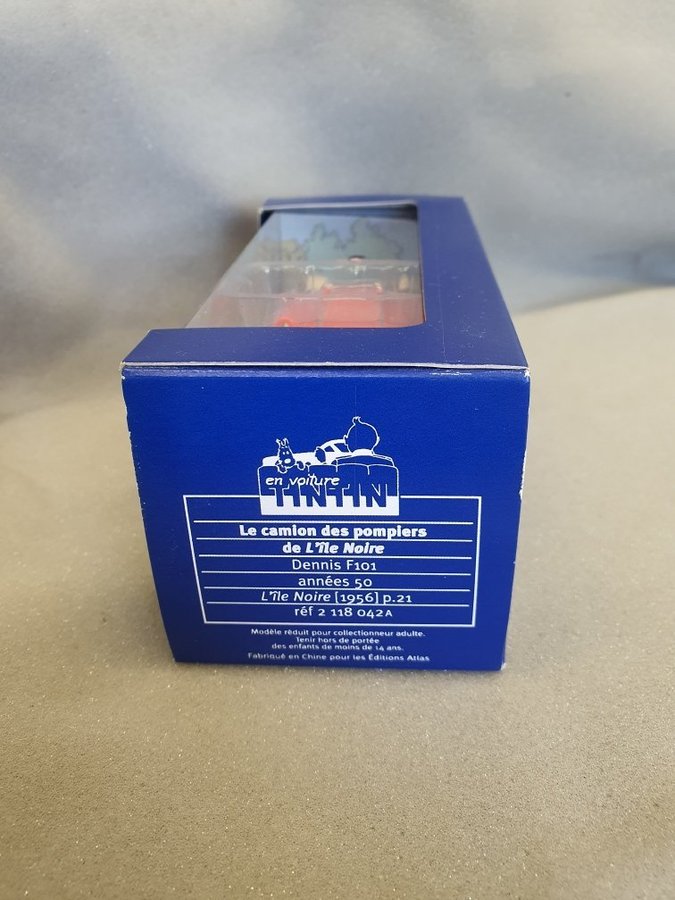 en voiture
TINTIN
Le camion des pompiers
de L'île Noire
Dennis F101
années 50
L'île Noire [1956] p.21
réf 2 118 042A
Modèle réduit pour collectionneur adulte.
Tenir hors de portée
des enfants de moins de 14 ans.
Fabriqué en Chine pour les Éditions Atlas